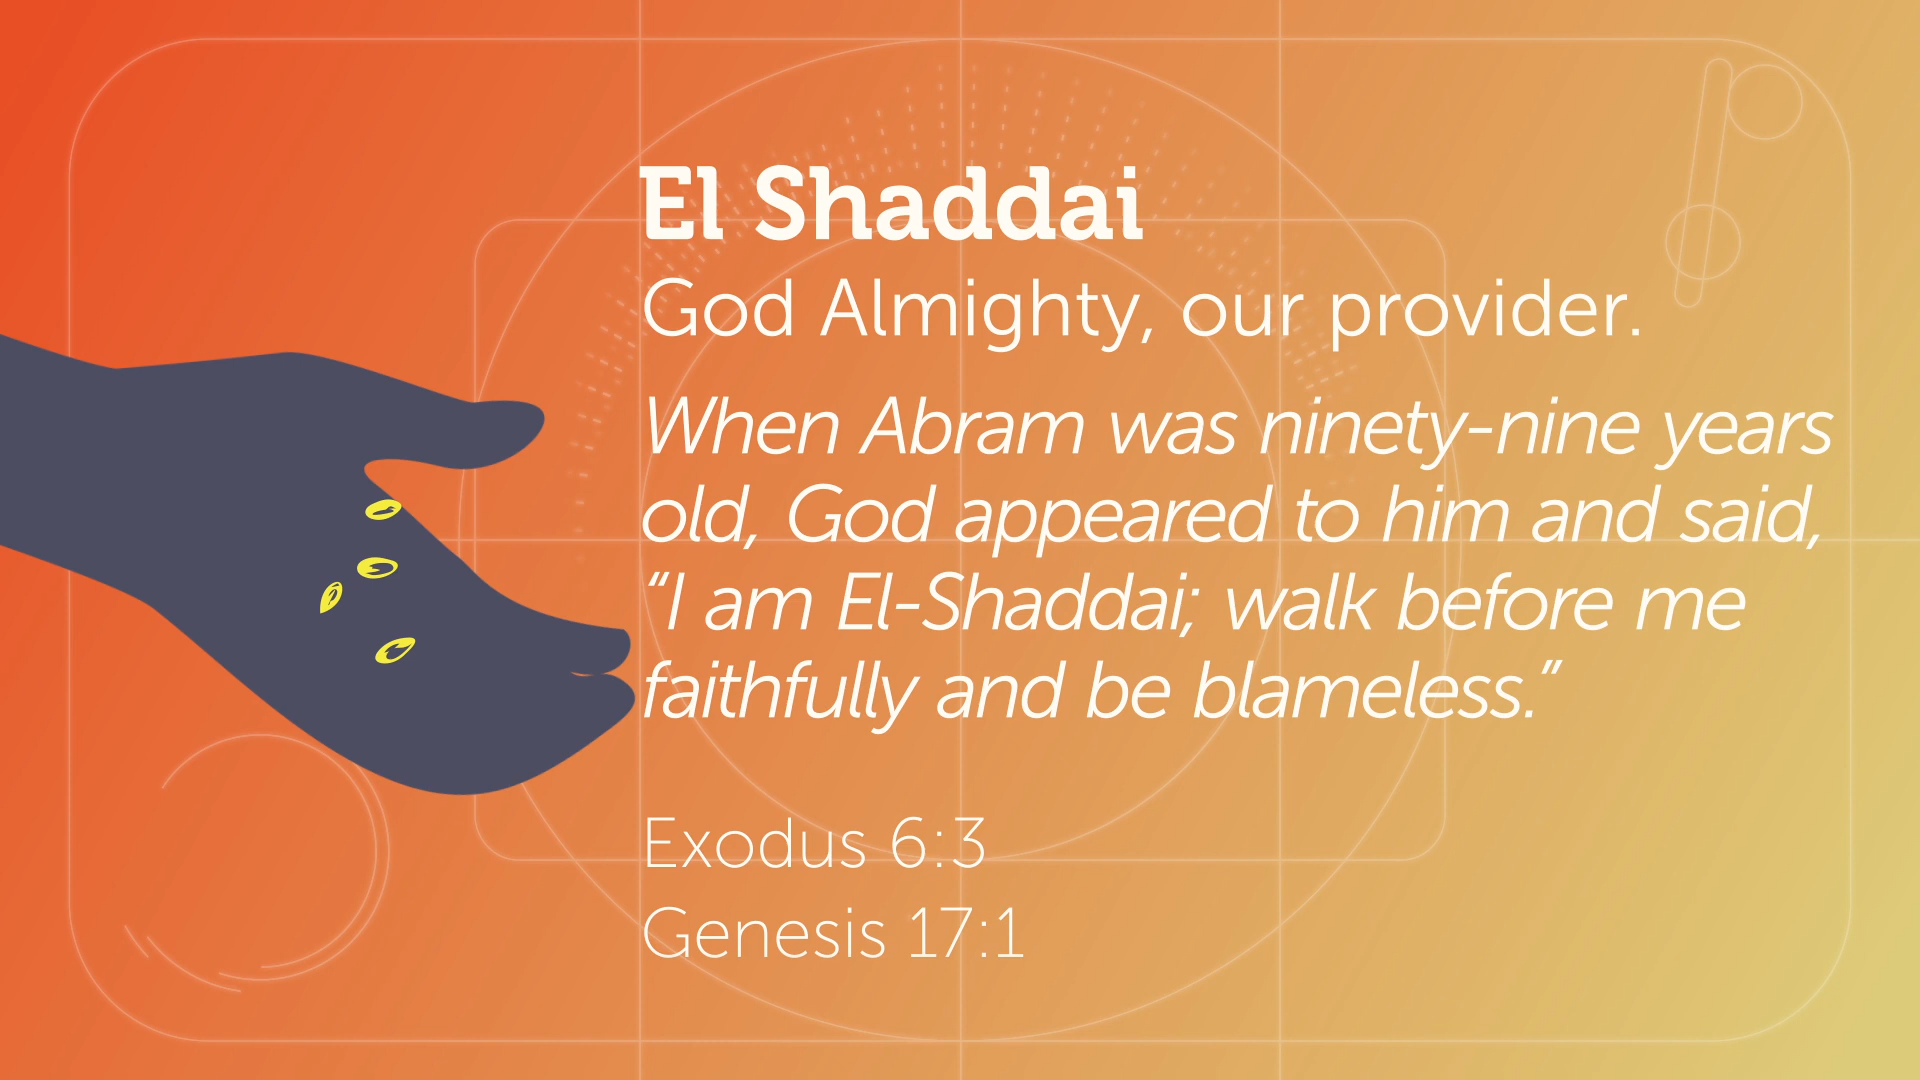 El Shaddai
God Almighty, our provider.
When Abram was ninety-nine years
old, God appeared to him and said,
“I am El-Shaddai; walk before me
faithfully and be blameless.”
Exodus 6:3
Genesis 17:1